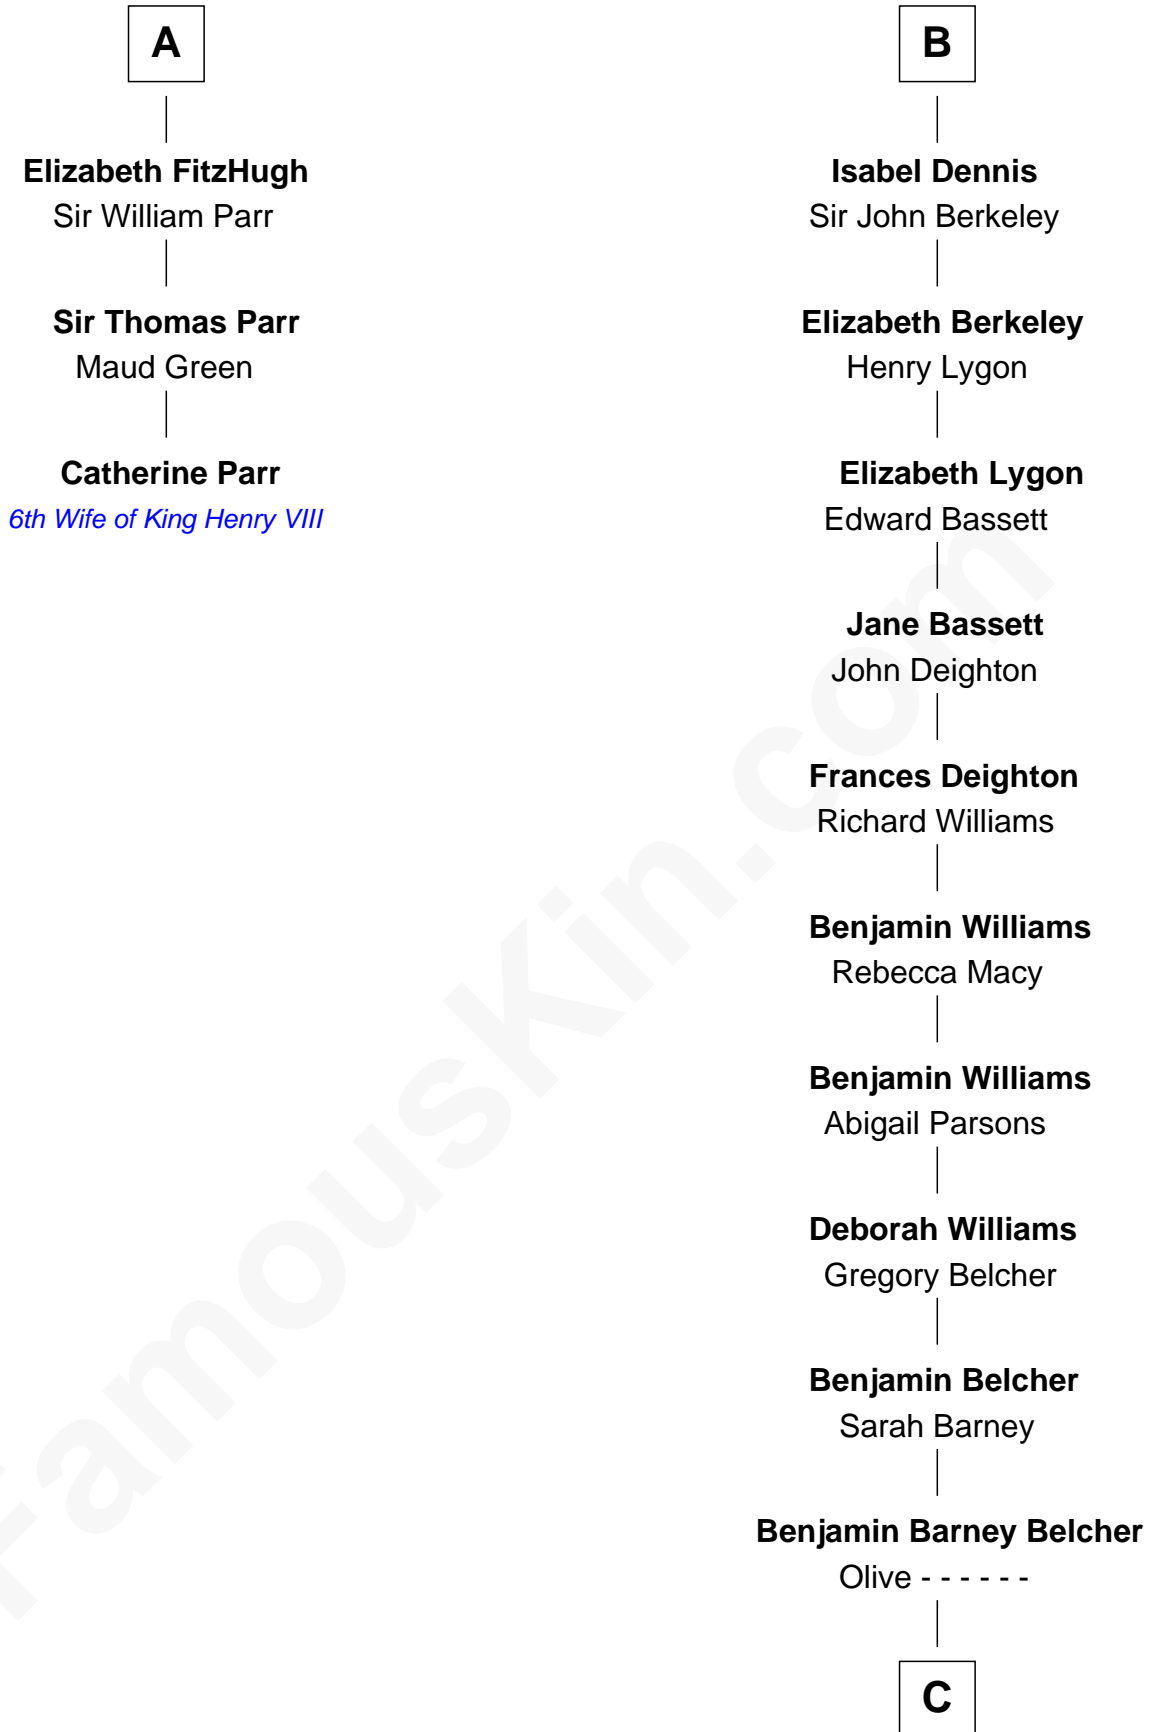 A
Elizabeth FitzHugh
Sir William Parr
Sir Thomas Parr
Maud Green
Catherine Parr
6th Wife of King Henry VIII
B
Isabel Dennis
Sir John Berkeley
Elizabeth Berkeley
Henry Lygon
Elizabeth Lygon
Edward Bassett
Jane Bassett
John Deighton
Frances Deighton
Richard Williams
Benjamin Williams
Rebecca Macy
Benjamin Williams
Abigail Parsons
Deborah Williams
Gregory Belcher
Benjamin Belcher
Sarah Barney
Benjamin Barney Belcher
Olive - - - - - -
C
FamousKin.com